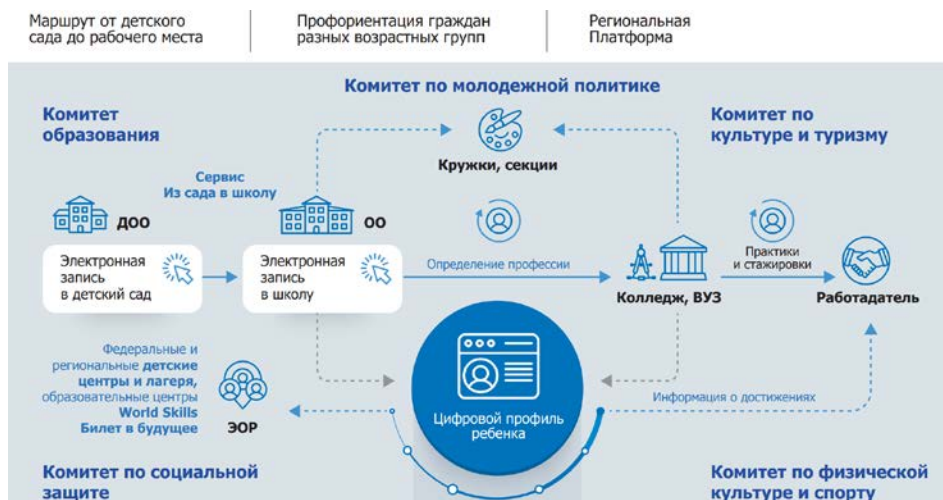 Маршрут от детского
сада до рабочего места
Профориентация граждан
разных возрастных групп
Региональная
Платформа
Комитет по молодежной политике
Комитет
образования
Комитет по
культуре и туризму
Кружки, секции
Сервис
Из сада в школу
ДОО
ОО
Электронная
запись
в детский сад
Электронная
запись
в школу
Определение профессии
Практики
и стажировки
Колледж, ВУЗ
Работадатель
Федеральные и
региональные детские
центры и лагеря,
образовательные центры
World Skills
Билет в будущее
ЭОР
Цифровой профиль
ребенка
Информация о достижениях
Комитет по социальной
защите
Комитет по физической
культуре и спорту